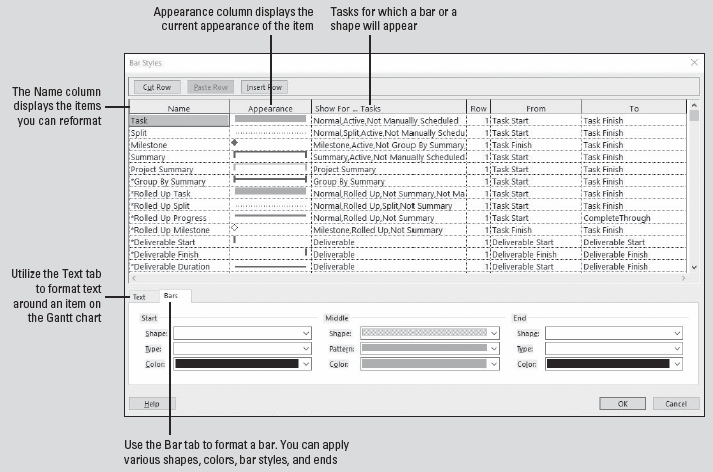 Appearance column displays the
current appearance of the item
Tasks for which a bar or a
shape will appear
The Name column
displays the items
you can reformat
Utilize the Text tab
to format text
around an item on
the Gantt chart
Bar Styles
Cut Row Paste Row Insert Row
Name Appearance Show For ... Tasks Row From To
Task Normal,Active,Not Manually Scheduled 1 Task Start Task Finish
Split Normal,Split,Active,Not Manually Schedu 1 Task Start Task Finish
Milestone Milestone,Active,Not Group By Summary, 1 Task Finish Task Finish
Summary Summary,Active,Not Manually Scheduled 1 Task Start Task Finish
Project Summary Project Summary 1 Task Start Task Finish
*Group By Summary Group By Summary 1 Task Start Task Finish
*Rolled Up Task Normal,Rolled Up,Not Summary,Not Ma 1 Task Start Task Finish
*Rolled Up Split Normal,Rolled Up,Split,Not Summary 1 Task Start Task Finish
*Rolled Up Progress Normal,Rolled Up,Not Summary 1 Task Start CompleteThrough
*Rolled Up Milestone Milestone,Rolled Up,Not Summary 1 Task Finish Task Finish
*Deliverable Start Deliverable 1 Deliverable Start Deliverable Start
*Deliverable Finish Deliverable 1 Deliverable Finish Deliverable Finish
*Deliverable Duration Deliverable 1 Deliverable Start Deliverable Finish
Text Bars
Start Middle End
Shape: Shape: Shape:
Type: Pattern: Type:
Color: Color: Color:
Help OK Cancel
Use the Bar tab to format a bar. You can apply
various shapes, colors, bar styles, and ends